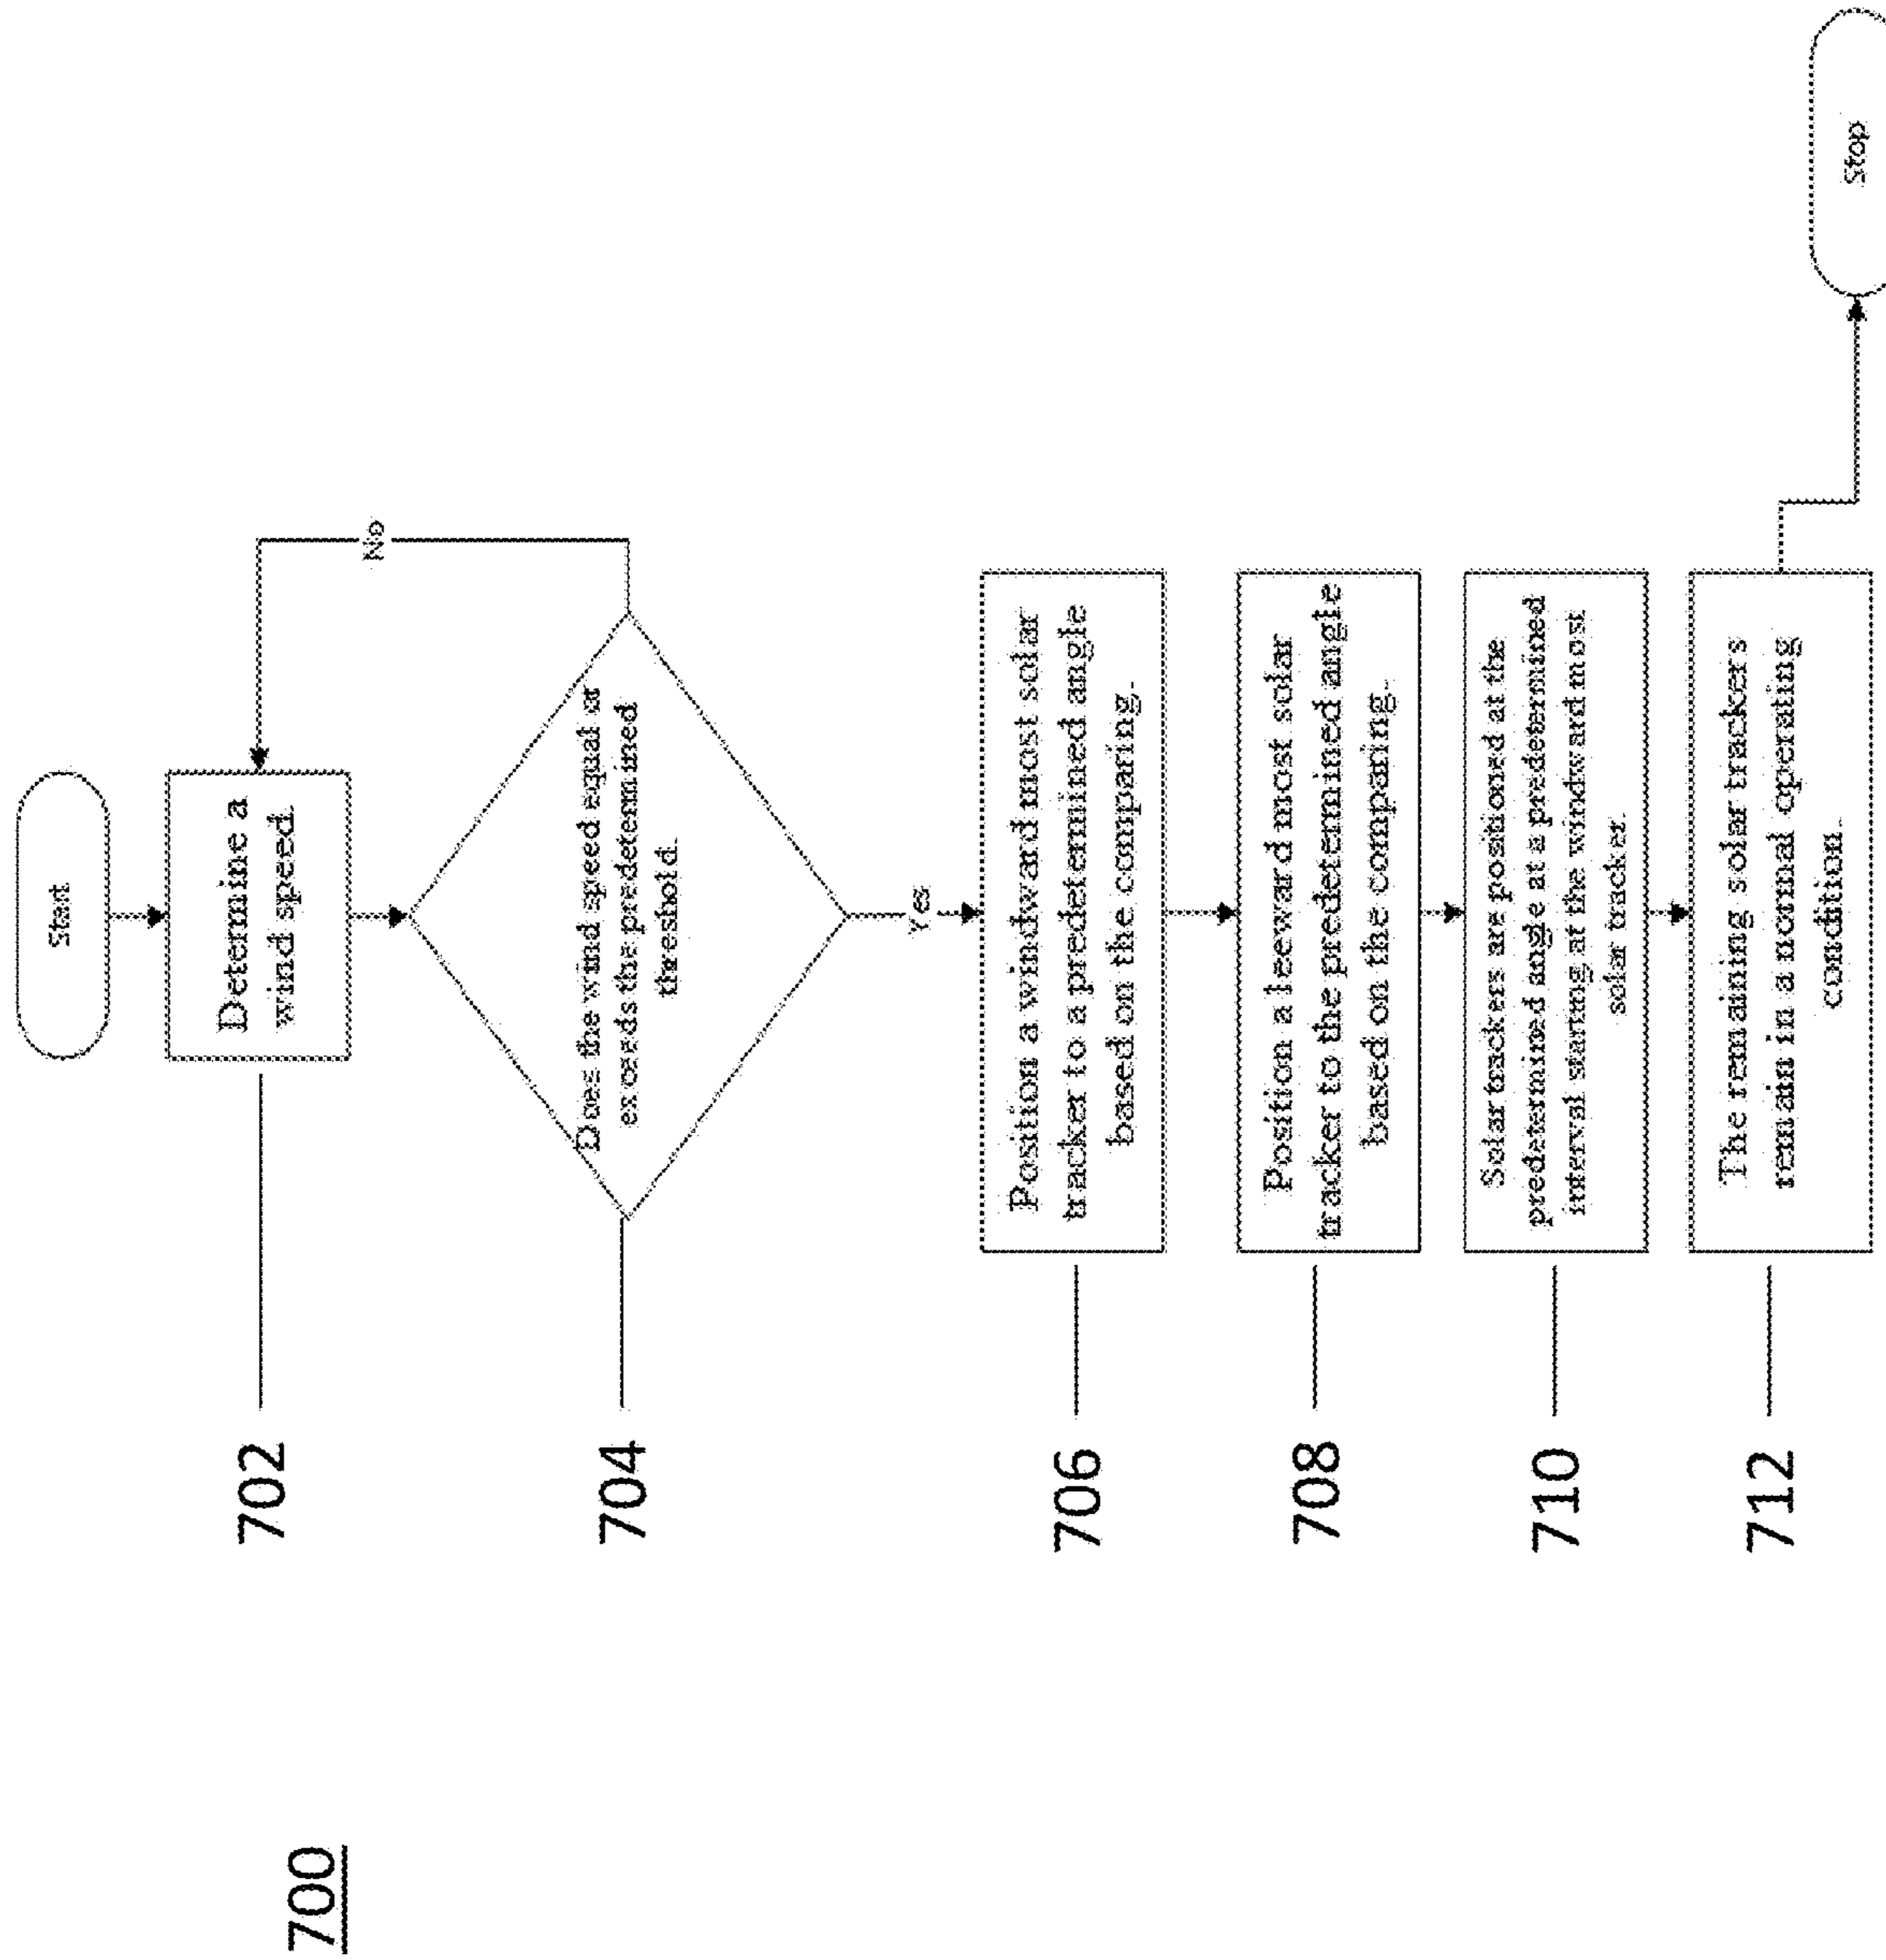 700
Start
702
Determine a
wind speed.
704
Does the wind speed equal or
exceeds the predetermined
threshold.
No
Yes
706
Position a windward most solar
tracker to a predetermined angle
based on the comparing.
708
Position a leeward most solar
tracker to the predetermined angle
based on the comparing.
710
Solar trackers are positioned at the
predetermined angle at a predetermined
interval starting at the windward most
solar tracker.
712
The remaining solar trackers
remain in a normal operating
condition.
Stop